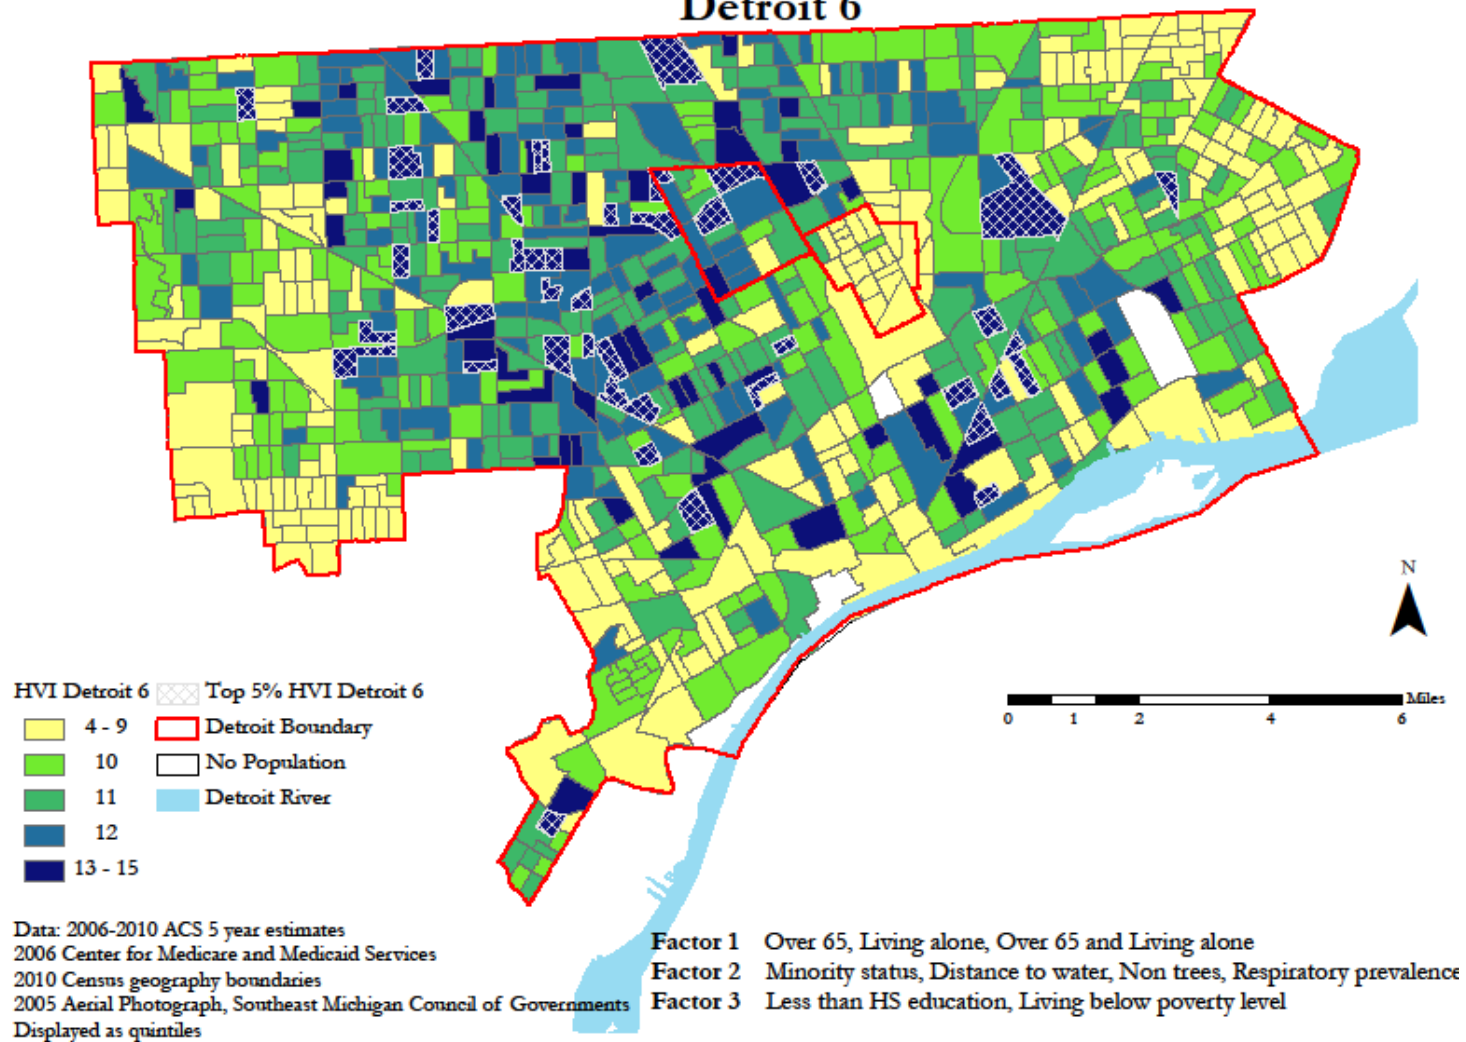 Detroit 6
N
Miles
0 1 2 4 6
HVI Detroit 6 Top 5% HVI Detroit 6
4 - 9 Detroit Boundary
10 No Population
11 Detroit River
12
13 - 15
Data: 2006-2010 ACS 5 year estimates
2006 Center for Medicare and Medicaid Services
2010 Census geography boundaries
2005 Aerial Photograph, Southeast Michigan Council of Governments
Displayed as quintiles
Factor 1 Over 65, Living alone, Over 65 and Living alone
Factor 2 Minority status, Distance to water, Non trees, Respiratory prevalence
Factor 3 Less than HS education, Living below poverty level